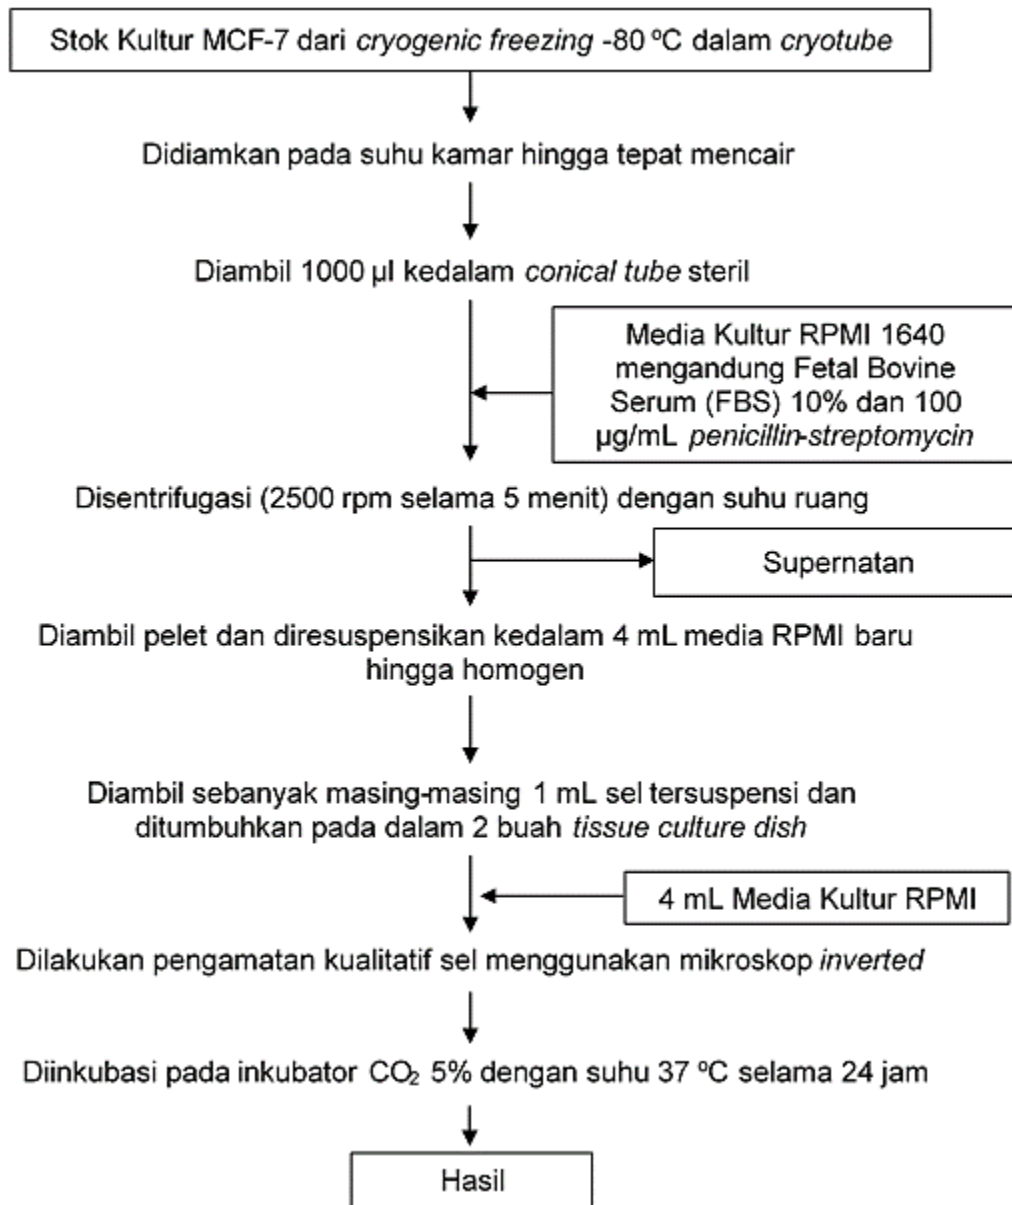 Stok Kultur MCF-7 dari cryogenic freezing -80 ºC dalam cryotube
Didiamkan pada suhu kamar hingga tepat mencair
Diambil 1000 µl kedalam conical tube steril
Media Kultur RPMI 1640
mengandung Fetal Bovine
Serum (FBS) 10% dan 100
µg/mL penicillin-streptomycin
Disentrifugasi (2500 rpm selama 5 menit) dengan suhu ruang
Supernatan
Diambil pelet dan diresuspensikan kedalam 4 mL media RPMI baru
hingga homogen
Diambil sebanyak masing-masing 1 mL sel tersuspensi dan
ditumbuhkan pada dalam 2 buah tissue culture dish
4 mL Media Kultur RPMI
Dilakukan pengamatan kualitatif sel menggunakan mikroskop inverted
Diinkubasi pada inkubator CO₂ 5% dengan suhu 37 ºC selama 24 jam
Hasil